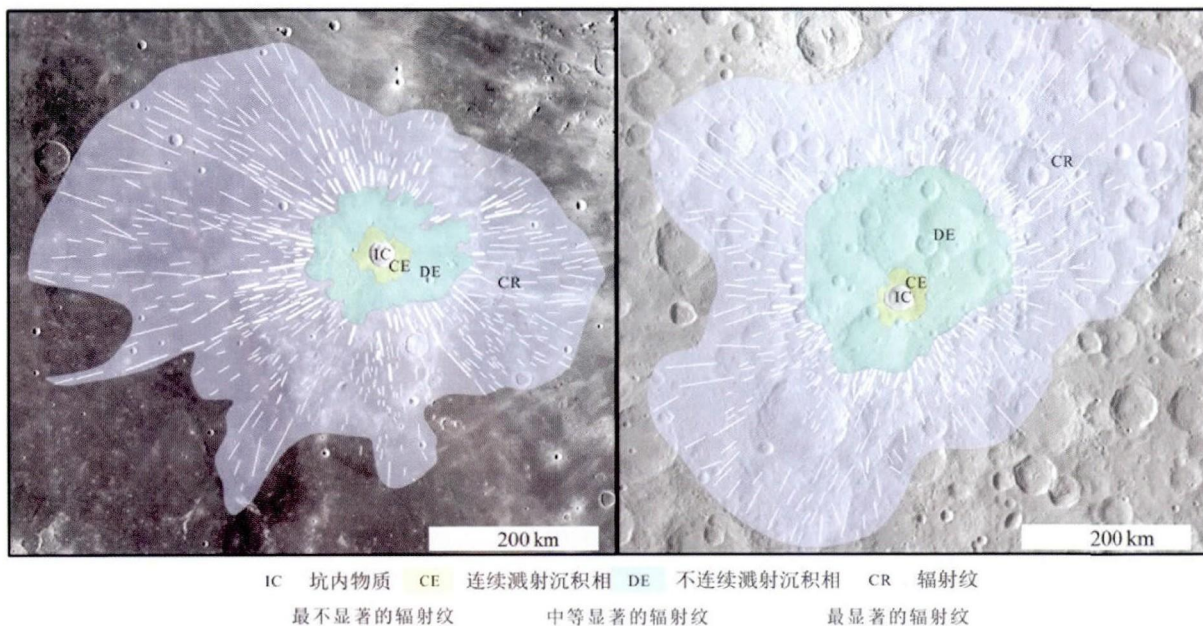 CR
DE
IC
CE
DE
CR
CE
IC
200 km
200 km
IC 坑内物质 CE 连续溅射沉积相 DE 不连续溅射沉积相 CR 辐射纹
最不显著的辐射纹 中等显著的辐射纹 最显著的辐射纹